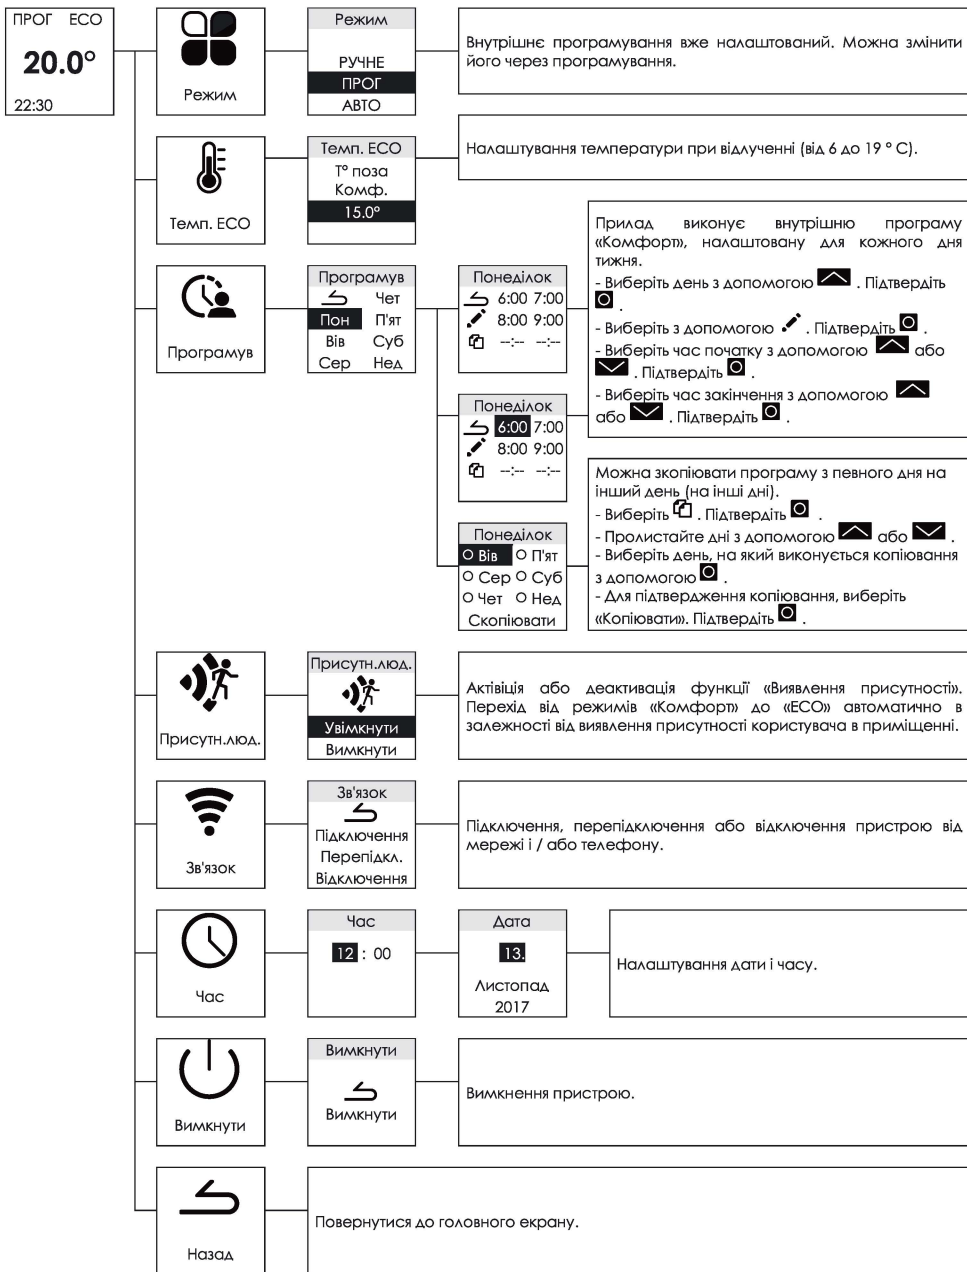 ПРОГ ECO
20.0°
22:30
Режим
Режим
РУЧНЕ
ПРОГ
АВТО
Внутрішнє програмування вже налаштований. Можна змінити
його через програмування.
Темп. ECO
Темп. ECO
Т° поза
Комф.
15.0°
Налаштування температури при відлученні (від 6 до 19 ° С).
Програмув
Програмув
Чет
Пон П'ят
Вів Суб
Сер Нед
Понеділок
6:00 7:00
8:00 9:00
--:-- --:--
Понеділок
6:00 7:00
8:00 9:00
--:-- --:--
Прилад виконує внутрішню програму
«Комфорт», налаштовану для кожного дня
тижня.
- Виберіть день з допомогою . Підтвердіть
.
- Виберіть з допомогою . Підтвердіть .
- Виберіть час початку з допомогою або
. Підтвердіть .
- Виберіть час закінчення з допомогою
або . Підтвердіть .
Понеділок
Вів П'ят
Сер Суб
Чет Нед
Скопіювати
Можна зкопіювати програму з певного дня на
інший день (на інші дні).
- Виберіть . Підтвердіть .
- Пролистайте дні з допомогою або .
- Виберіть день, на який виконується копіювання
з допомогою .
- Для підтвердження копіювання, виберіть
«Копіювати». Підтвердіть .
Присутн.люд.
Присутн.люд.
Увімкнути
Вимкнути
Актівіція або деактивація функції «Виявлення присутності».
Перехід від режимів «Комфорт» до «ECO» автоматично в
залежності від виявлення присутності користувача в приміщенні.
Зв'язок
Зв'язок
Підключення
Перепідкл.
Відключення
Підключення, перепідключення або відключення пристрою від
мережі і / або телефону.
Час
Час
12 : 00
Дата
13.
Листопад
2017
Налаштування дати і часу.
Вимкнути
Вимкнути
Вимкнути
Вимкнення пристрою.
Назад
Повернутися до головного екрану.